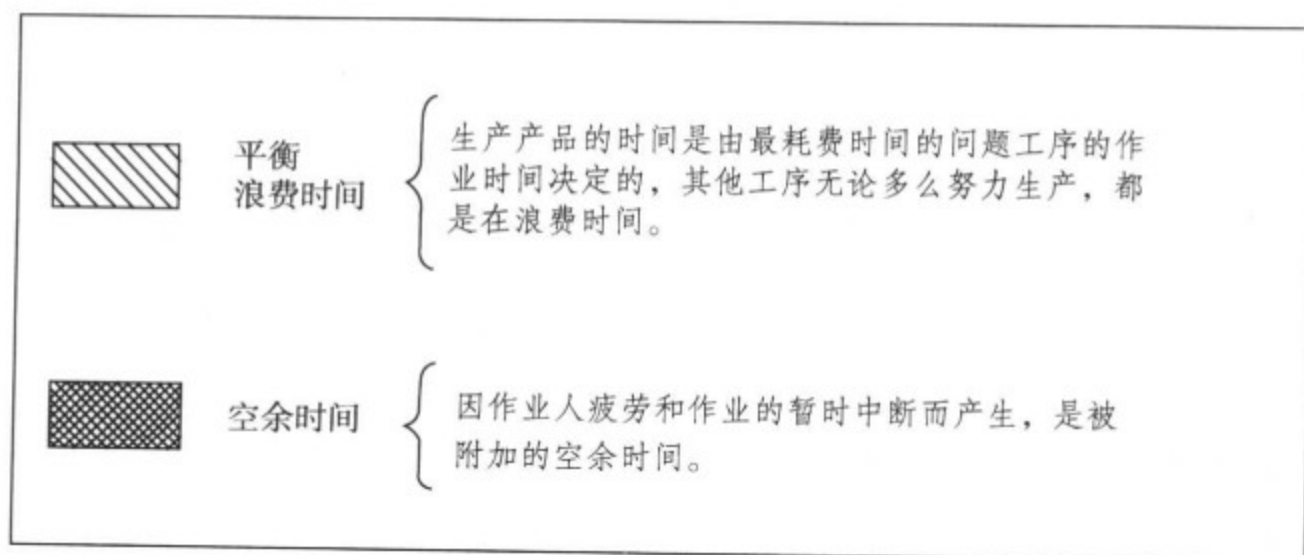 平衡
浪费时间
生产产品的时间是由最耗费时间的问题工序的作
业时间决定的，其他工序无论多么努力生产，都
是在浪费时间。
空余时间
因作业人疲劳和作业的暂时中断而产生，是被
附加的空余时间。